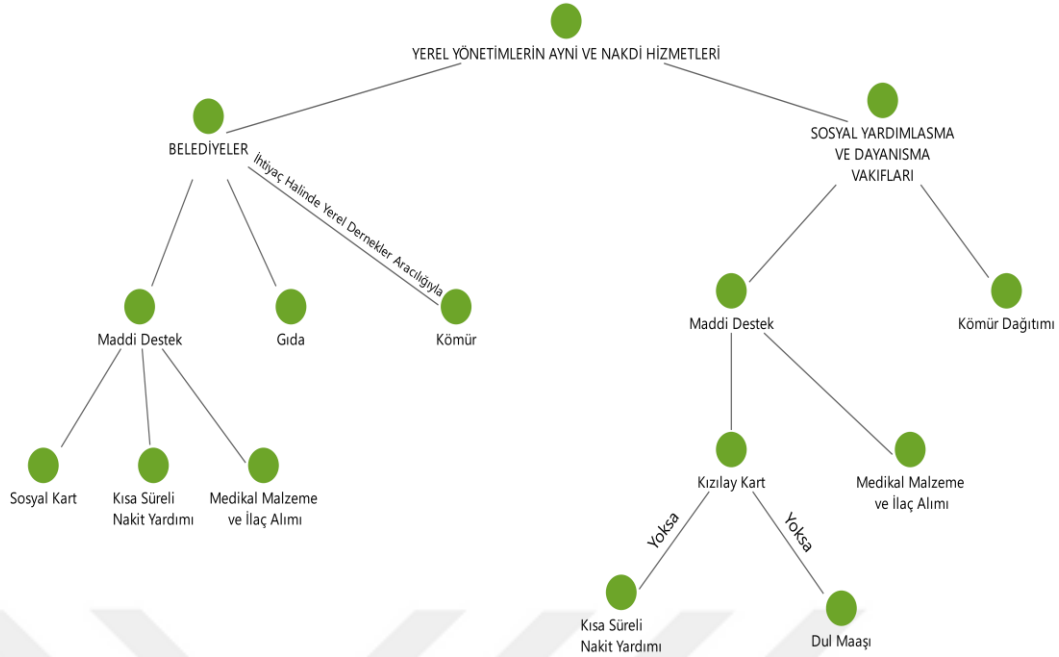 YEREL YÖNETİMLERİN AYNİ VE NAKDİ HİZMETLERİ
BELEDİYELER
SOSYAL YARDIMLASMA
VE DAYANISMA
VAKIFLARI
İhtiyaç Halinde Yerel Dernekler Aracılığıyla
Maddi Destek
Gıda
Kömür
Maddi Destek
Kömür Dağıtımı
Sosyal Kart
Kısa Süreli
Nakit Yardımı
Medikal Malzeme
ve İlaç Alımı
Kızılay Kart
Medikal Malzeme
ve İlaç Alımı
Yoksa
Yoksa
Kısa Süreli
Nakit Yardımı
Dul Maaşı